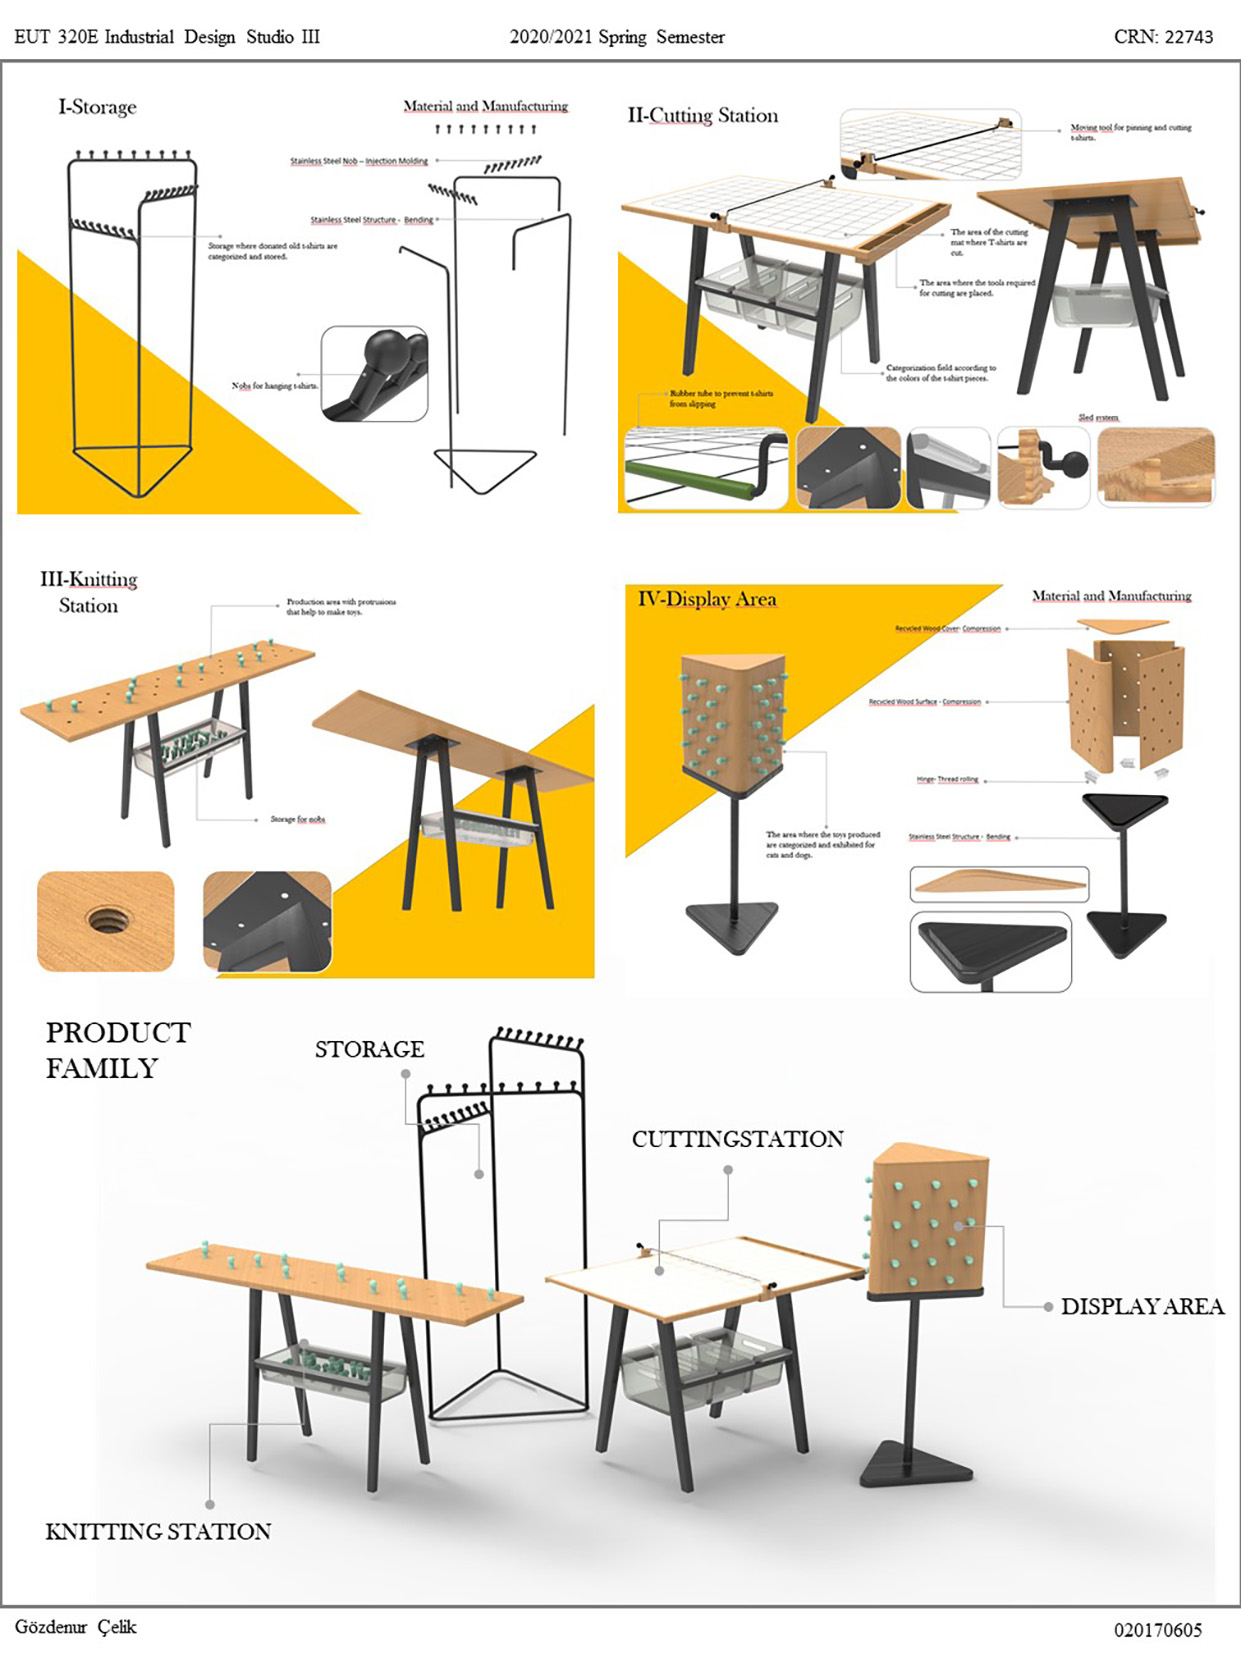 EUT 320E Industrial Design Studio III
2020/2021 Spring Semester
CRN: 22743
I-Storage
Material and Manufacturing
Stainless Steel Nob – Injection Molding
Stainless Steel Structure - Bending
Storage where donated old t-shirts are
categorized and stored.
Nobs for hanging t-shirts.
II-Cutting Station
Moving tool for pinning and cutting
t-shirts.
The area of the cutting
mat where T-shirts are
cut.
The area where the tools required
for cutting are placed.
Categorization field according to
the colors of the t-shirt pieces.
Rubber tube to prevent t-shirts
from slipping
Sled system
III-Knitting
Station
Production area with protrusions
that help to make toys.
Storage for nobs
IV-Display Area
Material and Manufacturing
Recycled Wood Cover- Compression
Recycled Wood Surface - Compression
Hinge- Thread rolling
Stainless Steel Structure - Bending
The area where the toys produced
are categorized and exhibited for
cats and dogs.
PRODUCT
FAMILY
STORAGE
CUTTINGSTATION
DISPLAY AREA
KNITTING STATION
Gözdenur Çelik
020170605